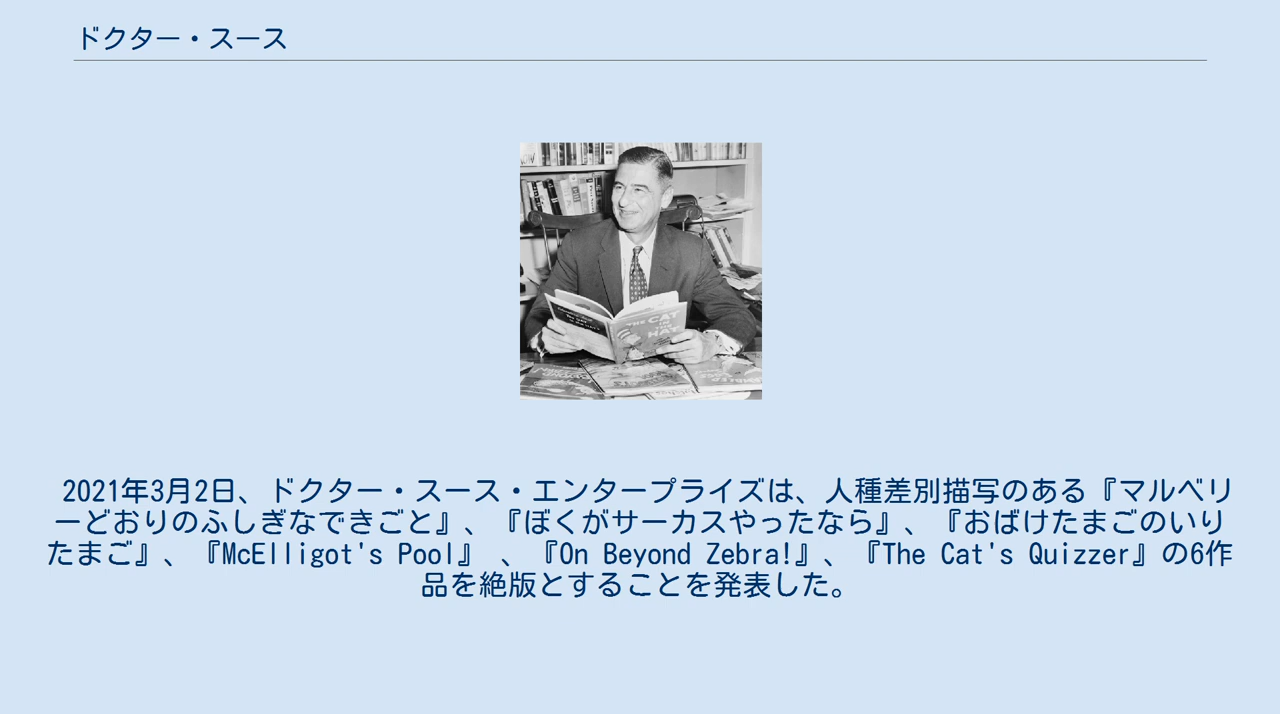 ドクター・スース
THE CAT
IN THE
HAT
2021年3月2日、ドクター・スース・エンタープライズは、人種差別描写のある『マルベリ
ーどおりのふしぎなできごと』、『ぼくがサーカスやったなら』、『おばけたまごのいり
たまご』、『McElligot's Pool』 、『On Beyond Zebra!』、『The Cat's Quizzer』の6作
品を絶版とすることを発表した。